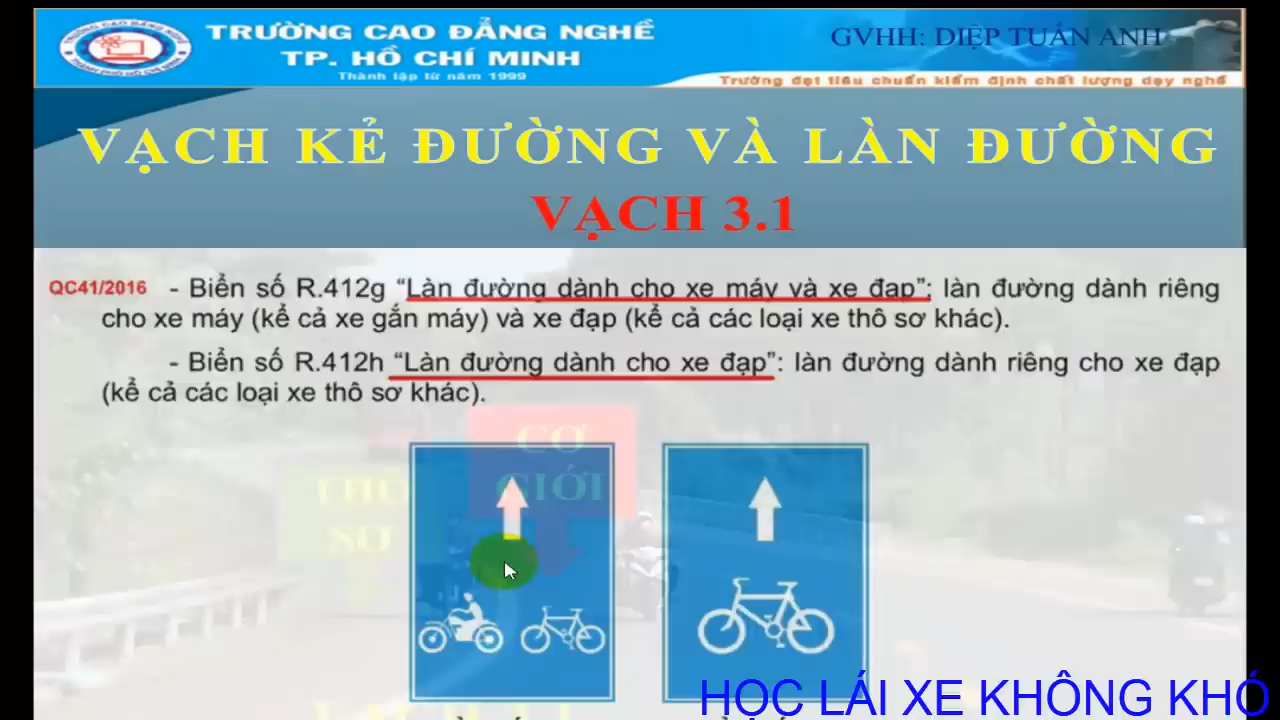 TRƯỜNG CAO ĐẲNG NGHỀ
TP. HỒ CHÍ MINH
Thành lập từ năm 1999
GVHH: DIỆP TUẤN ANH
Trường đạt tiêu chuẩn kiểm định chất lượng dạy nghề
VẠCH KẺ ĐƯỜNG VÀ LÀN ĐƯỜNG
VẠCH 3.1
QC41/2016 - Biển số R.412g “Làn đường dành cho xe máy và xe đạp”: làn đường dành riêng
cho xe máy (kể cả xe gắn máy) và xe đạp (kể cả các loại xe thô sơ khác).
- Biển số R.412h “Làn đường dành cho xe đạp”: làn đường dành riêng cho xe đạp
(kể cả các loại xe thô sơ khác).
CƠ
GIỚI
THÔ
SƠ
HỌC LÁI XE KHÔNG KHÓ